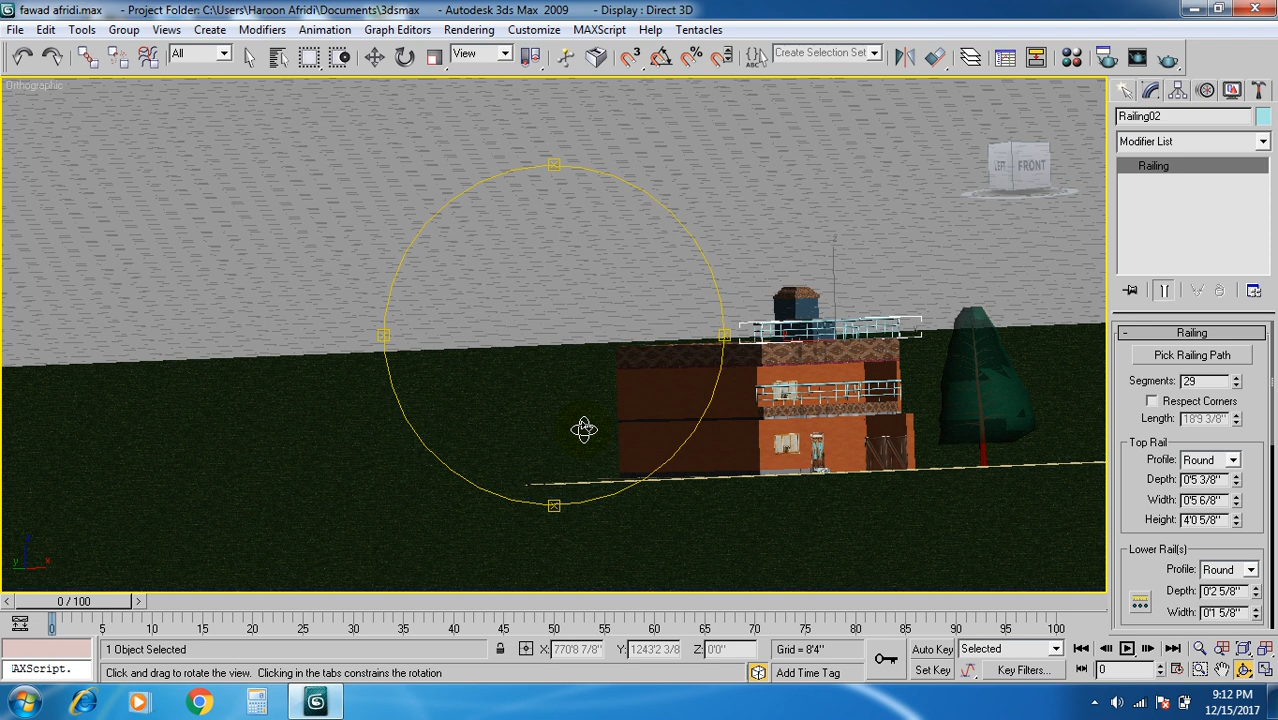 fawad afridi.max - Project Folder: C:\Users\Haroon Afridi\Documents\3dsmax - Autodesk 3ds Max 2009 - Display : Direct 3D
File Edit Tools Group Views Create Modifiers Animation Graph Editors Rendering Customize MAXScript Help Tentacles
All View 3 Create Selection Set
Orthographic
LEFT FRONT
Railing02
Modifier List
Railing
- Railing
Pick Railing Path
Segments: 29
Respect Corners
Length: 18'9 3/8"
Top Rail
Profile: Round
Depth: 0'5 3/8"
Width: 0'5 6/8"
Height: 4'0 5/8"
Lower Rail(s)
Profile: Round
Depth: 0'2 5/8"
Width: 0'1 5/8"
z
y x
< 0 / 100 >
0 5 10 15 20 25 30 35 40 45 50 55 60 65 70 75 80 85 90 95 100
1 Object Selected X: 770'8 7/8" Y: 1243'2 3/8 Z: 0'0" Grid = 8'4" Auto Key Selected
AXScript. Click and drag to rotate the view. Clicking in the tabs constrains the rotation Add Time Tag Set Key Key Filters... 0
9:12 PM
12/15/2017